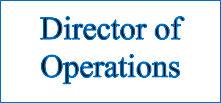 Director of
Operations